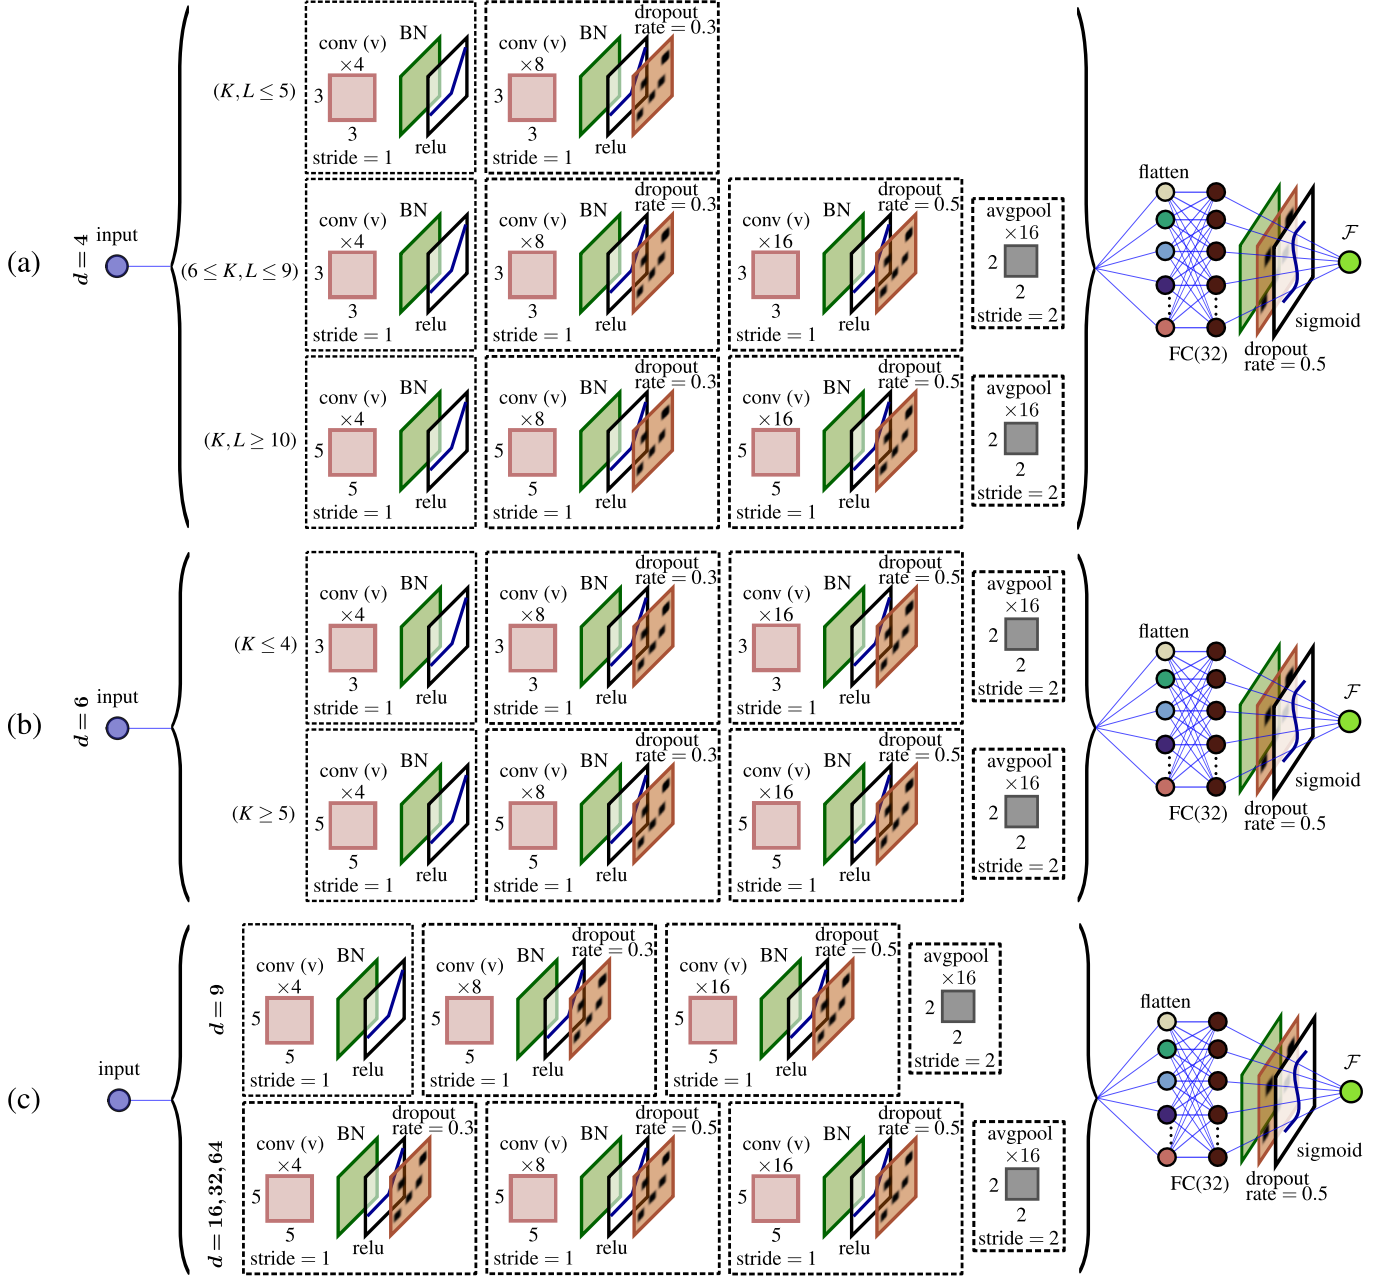 (a)
d = 4
input
(K, L ≤ 5)
conv (v)
×4
3
3
stride = 1
BN
relu
conv (v)
×8
3
3
stride = 1
BN
relu
dropout
rate = 0.3
(6 ≤ K, L ≤ 9)
conv (v)
×4
3
3
stride = 1
BN
relu
conv (v)
×8
3
3
stride = 1
BN
relu
dropout
rate = 0.3
conv (v)
×16
3
3
stride = 1
BN
relu
dropout
rate = 0.5
avgpool
×16
2
2
stride = 2
(K, L ≥ 10)
conv (v)
×4
5
5
stride = 1
BN
relu
conv (v)
×8
5
5
stride = 1
BN
relu
dropout
rate = 0.3
conv (v)
×16
5
5
stride = 1
BN
relu
dropout
rate = 0.5
avgpool
×16
2
2
stride = 2
flatten
FC(32)
dropout
rate = 0.5
sigmoid
ℱ
(b)
d = 6
input
(K ≤ 4)
conv (v)
×4
3
3
stride = 1
BN
relu
conv (v)
×8
3
3
stride = 1
BN
relu
dropout
rate = 0.3
conv (v)
×16
3
3
stride = 1
BN
relu
dropout
rate = 0.5
avgpool
×16
2
2
stride = 2
(K ≥ 5)
conv (v)
×4
5
5
stride = 1
BN
relu
conv (v)
×8
5
5
stride = 1
BN
relu
dropout
rate = 0.3
conv (v)
×16
5
5
stride = 1
BN
relu
dropout
rate = 0.5
avgpool
×16
2
2
stride = 2
flatten
FC(32)
dropout
rate = 0.5
sigmoid
ℱ
(c)
input
d = 9
conv (v)
×4
5
5
stride = 1
BN
relu
conv (v)
×8
5
5
stride = 1
BN
relu
dropout
rate = 0.3
conv (v)
×16
5
5
stride = 1
BN
relu
dropout
rate = 0.5
avgpool
×16
2
2
stride = 2
d = 16, 32, 64
conv (v)
×4
5
5
stride = 1
BN
relu
dropout
rate = 0.3
conv (v)
×8
5
5
stride = 1
BN
relu
dropout
rate = 0.5
conv (v)
×16
5
5
stride = 1
BN
relu
dropout
rate = 0.5
avgpool
×16
2
2
stride = 2
flatten
FC(32)
dropout
rate = 0.5
sigmoid
ℱ